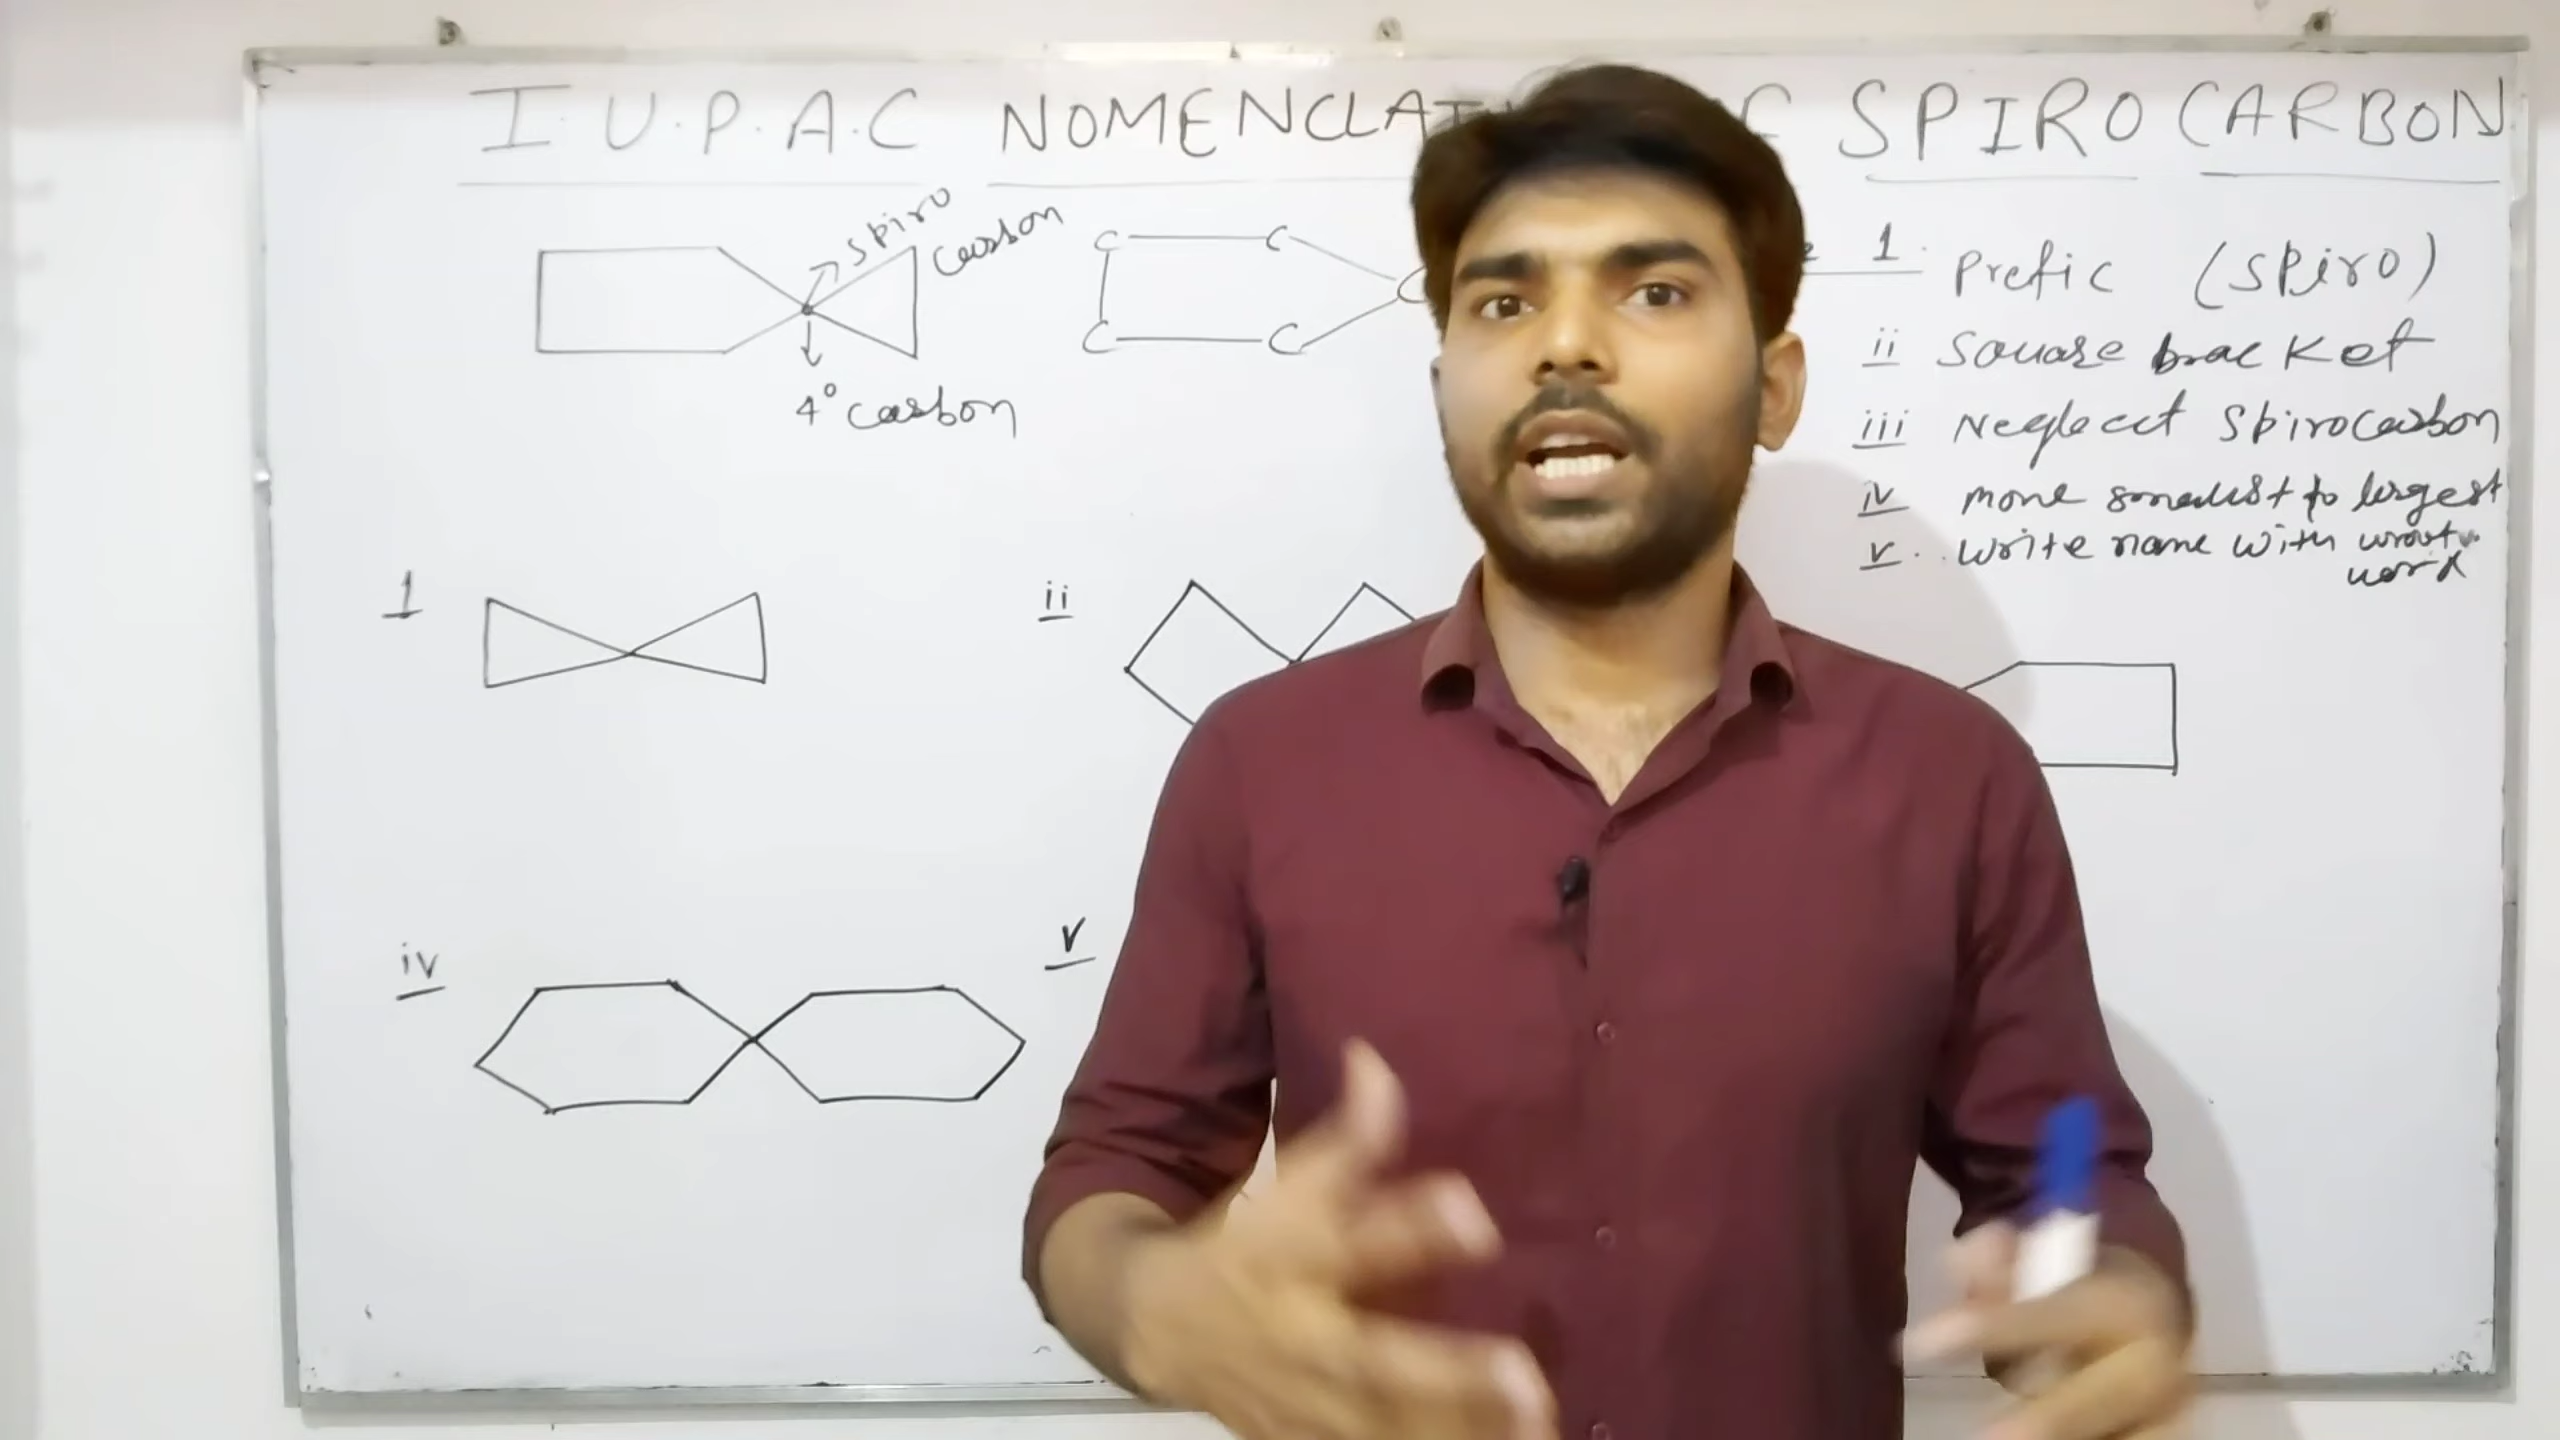 I.U.P.A.C NOMENCLAT SPIRO CARBON
spiro
carbon
4° carbon
C C
C
C C
1. Prefic (spiro)
ii Square bracket
iii Neglect Spirocarbon
iv smallest to largest
v. write name with
word
1
ii
iv
v